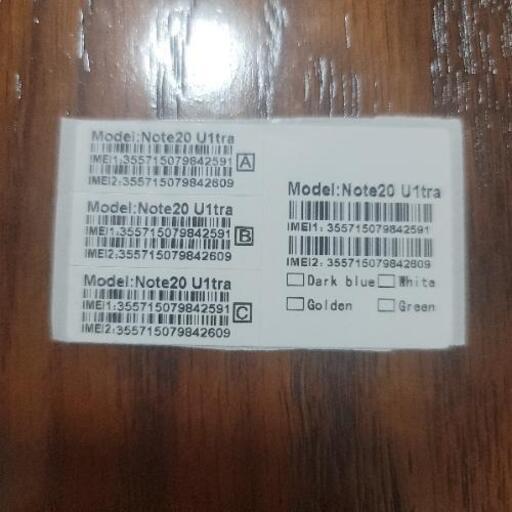 Model:Note20 U1tra
IMEI1:355715079842591 A
IMEI2:355715079842609
Model:Note20 U1tra
IMEI1:355715079842591 B
IMEI2:355715079842609
Model:Note20 U1tra
IMEI1:355715079842591 C
IMEI2:355715079842609
Model:Note20 U1tra
IMEI1: 355715079842591
IMEI2: 355715079842609
Dark blue White
Golden Green